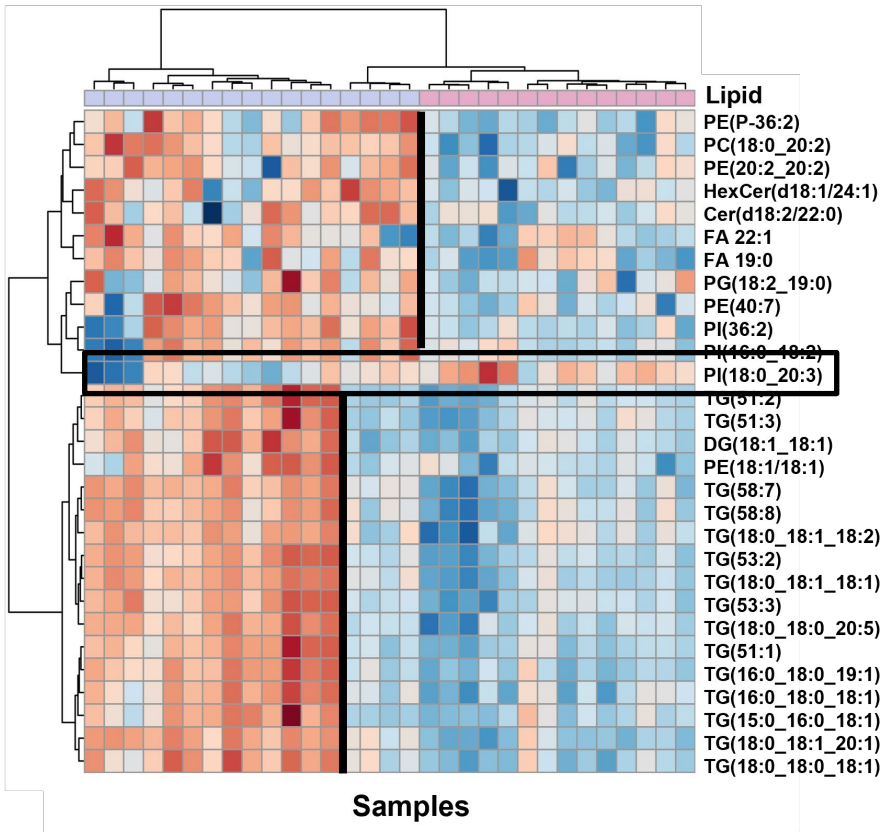 Lipid
PE(P-36:2)
PC(18:0_20:2)
PE(20:2_20:2)
HexCer(d18:1/24:1)
Cer(d18:2/22:0)
FA 22:1
FA 19:0
PG(18:2_19:0)
PE(40:7)
PI(36:2)
PI(16:0_18:2)
PI(18:0_20:3)
TG(51:2)
TG(51:3)
DG(18:1_18:1)
PE(18:1/18:1)
TG(58:7)
TG(58:8)
TG(18:0_18:1_18:2)
TG(53:2)
TG(18:0_18:1_18:1)
TG(53:3)
TG(18:0_18:0_20:5)
TG(51:1)
TG(16:0_18:0_19:1)
TG(16:0_18:0_18:1)
TG(15:0_16:0_18:1)
TG(18:0_18:1_20:1)
TG(18:0_18:0_18:1)
Samples